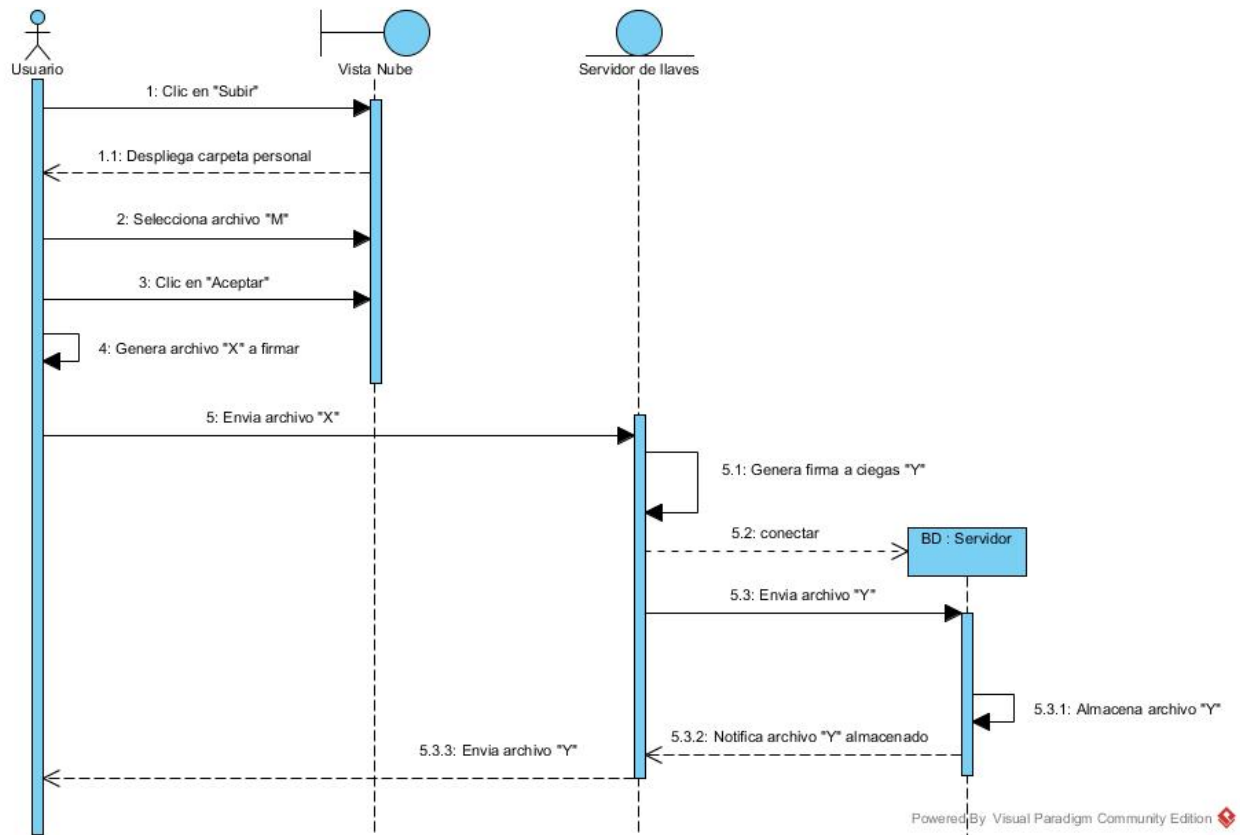 Usuario
Vista Nube
Servidor de llaves
1: Clic en "Subir"
1.1: Despliega carpeta personal
2: Selecciona archivo "M"
3: Clic en "Aceptar"
4: Genera archivo "X" a firmar
5: Envia archivo "X"
5.1: Genera firma a ciegas "Y"
5.2: conectar
BD : Servidor
5.3: Envia archivo "Y"
5.3.1: Almacena archivo "Y"
5.3.2: Notifica archivo "Y" almacenado
5.3.3: Envia archivo "Y"
Powered By Visual Paradigm Community Edition